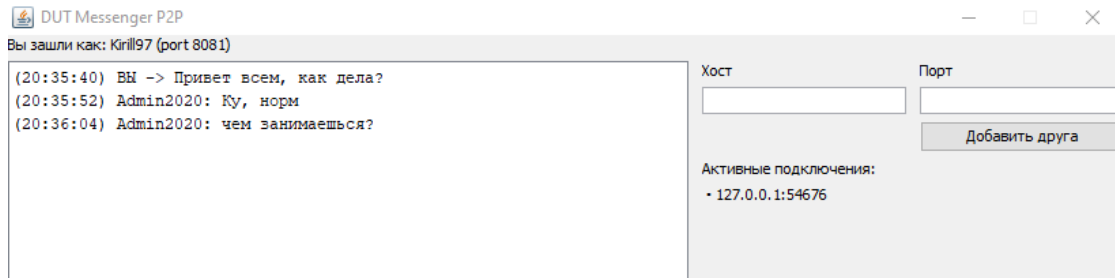 DUT Messenger P2P
Вы зашли как: Kirill97 (port 8081)
(20:35:40) ВЫ -> Привет всем, как дела?
(20:35:52) Admin2020: Ку, норм
(20:36:04) Admin2020: чем занимаешься?
Хост Порт
Добавить друга
Активные подключения:
• 127.0.0.1:54676